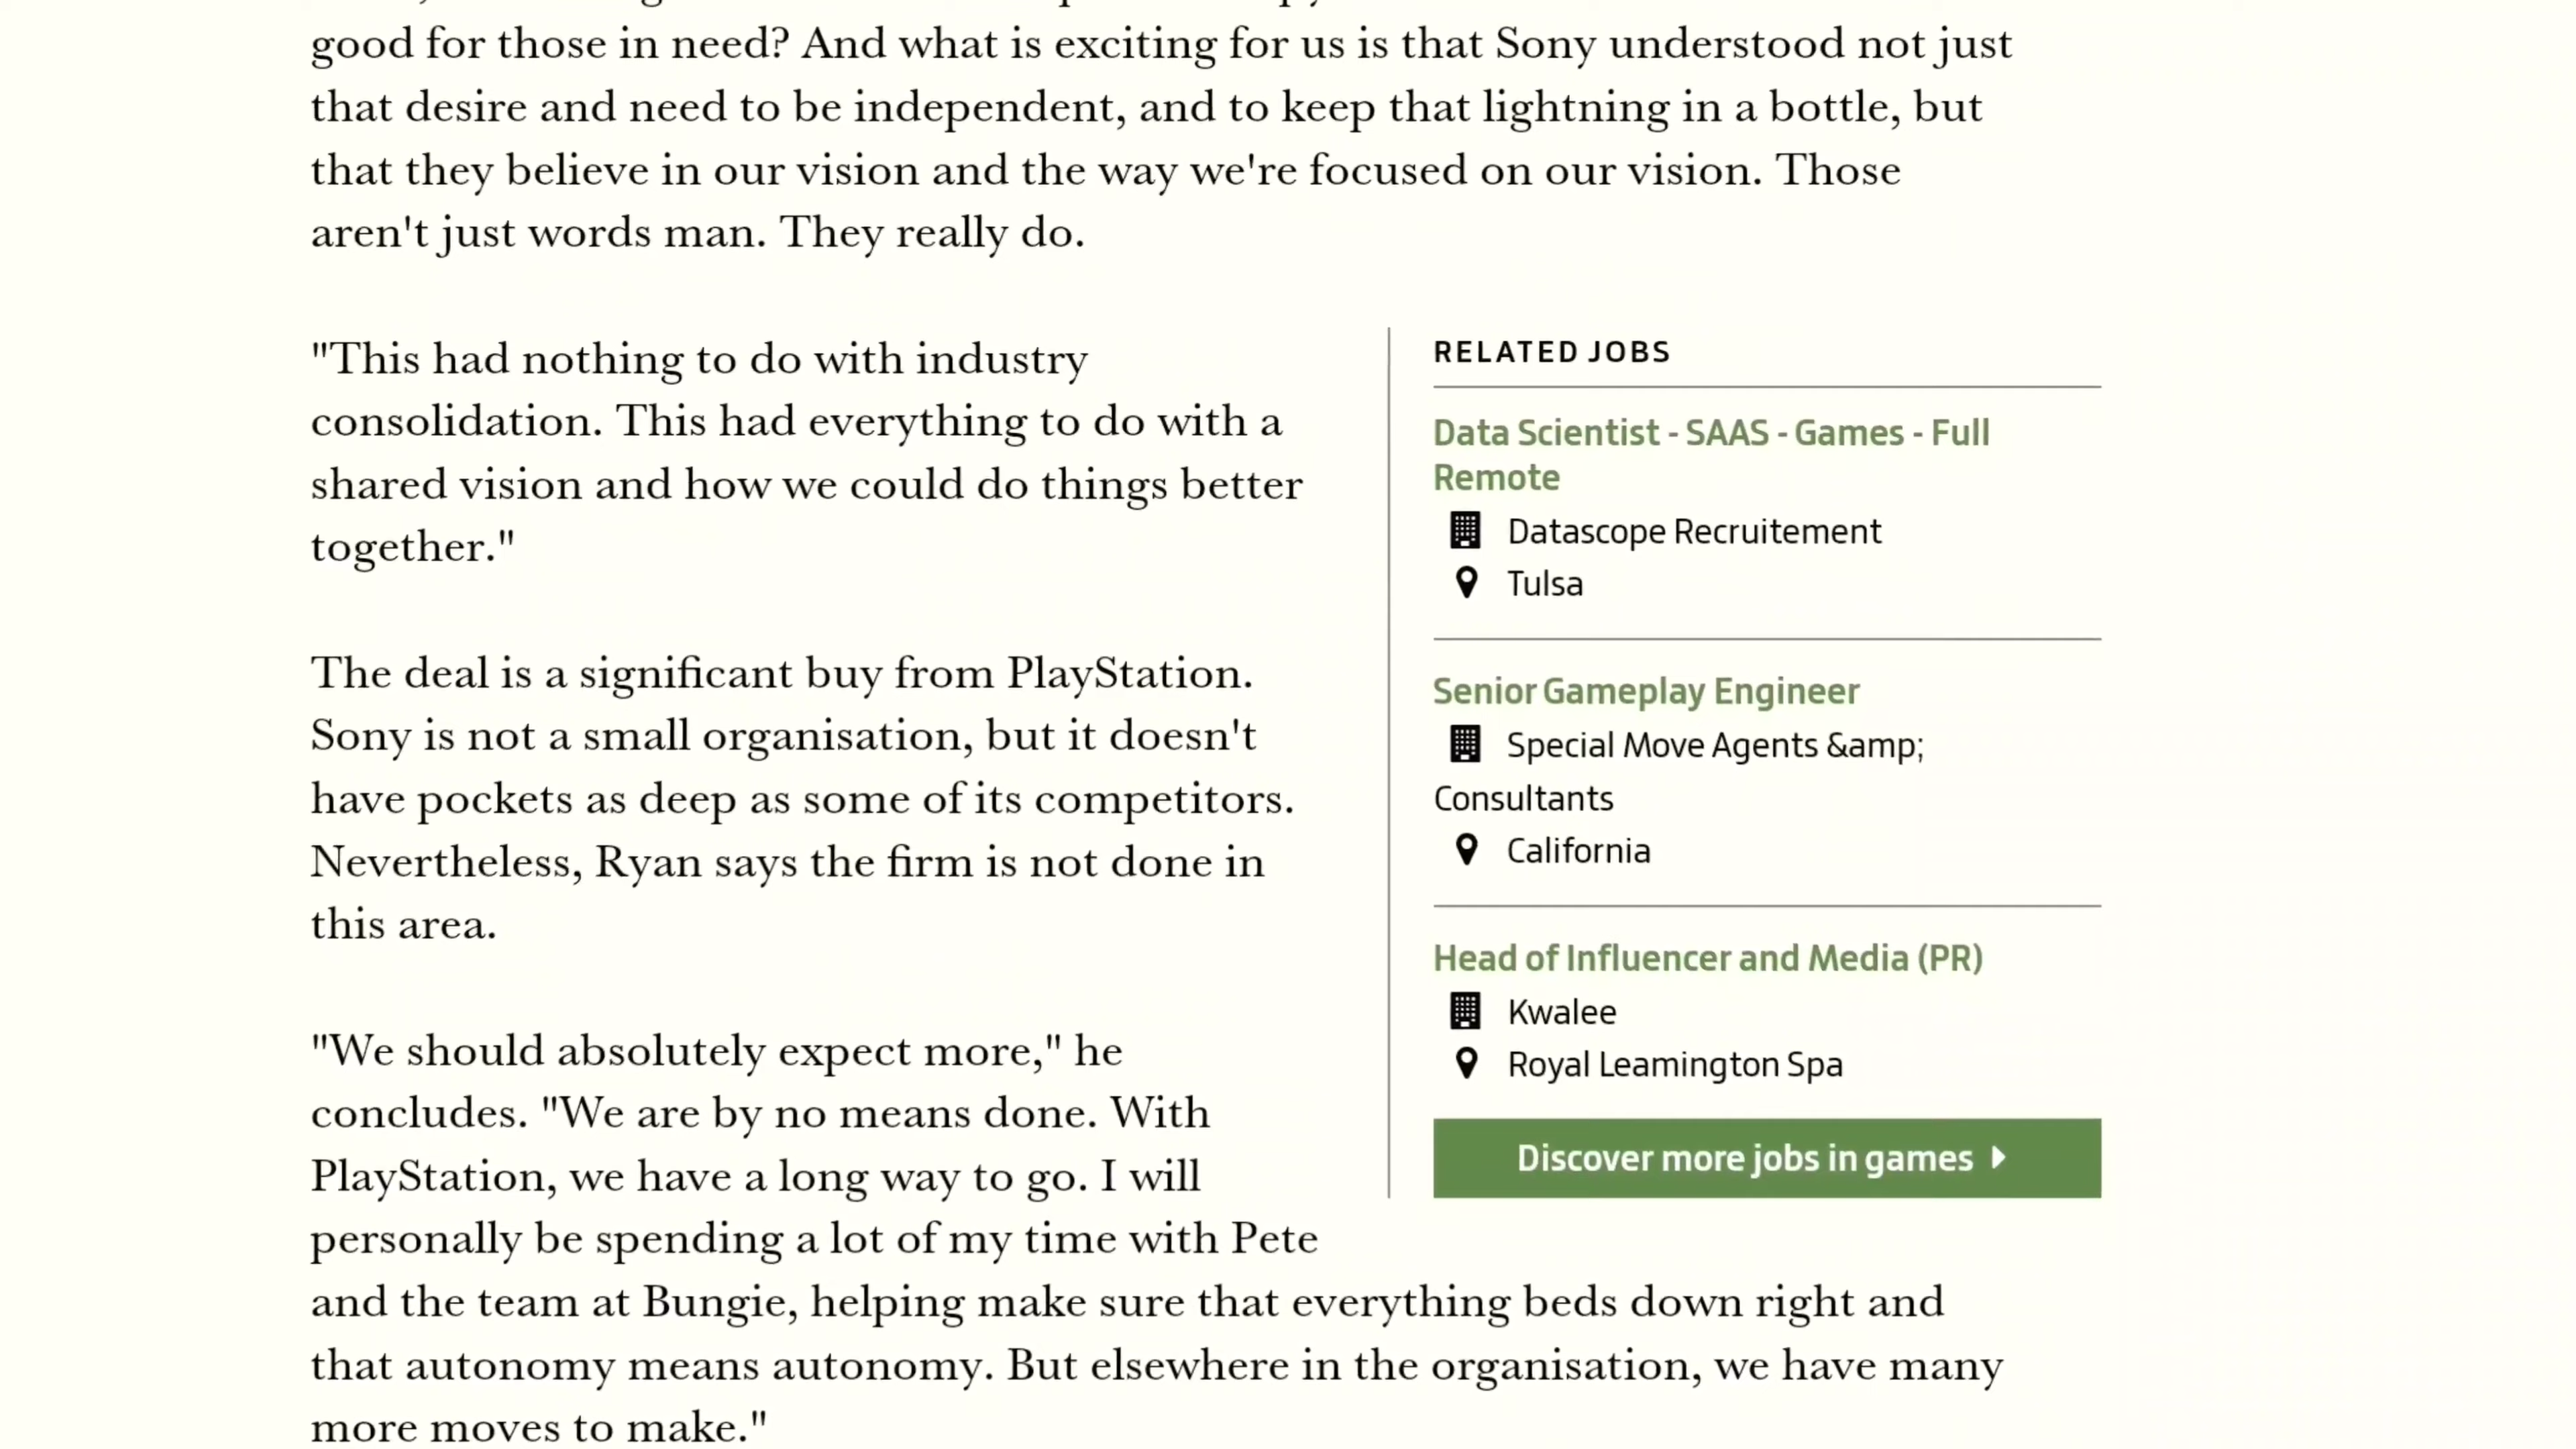 good for those in need? And what is exciting for us is that Sony understood not just
that desire and need to be independent, and to keep that lightning in a bottle, but
that they believe in our vision and the way we're focused on our vision. Those
aren't just words man. They really do.
"This had nothing to do with industry
consolidation. This had everything to do with a
shared vision and how we could do things better
together."
The deal is a significant buy from PlayStation.
Sony is not a small organisation, but it doesn't
have pockets as deep as some of its competitors.
Nevertheless, Ryan says the firm is not done in
this area.
"We should absolutely expect more," he
concludes. "We are by no means done. With
PlayStation, we have a long way to go. I will
personally be spending a lot of my time with Pete
and the team at Bungie, helping make sure that everything beds down right and
that autonomy means autonomy. But elsewhere in the organisation, we have many
more moves to make."
RELATED JOBS
Data Scientist - SAAS - Games - Full
Remote
Datascope Recruitement
Tulsa
Senior Gameplay Engineer
Special Move Agents &amp;
Consultants
California
Head of Influencer and Media (PR)
Kwalee
Royal Leamington Spa
Discover more jobs in games